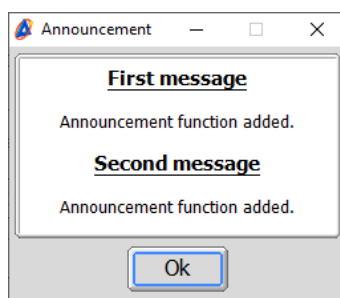 Announcement
First message
Announcement function added.
Second message
Announcement function added.
Ok